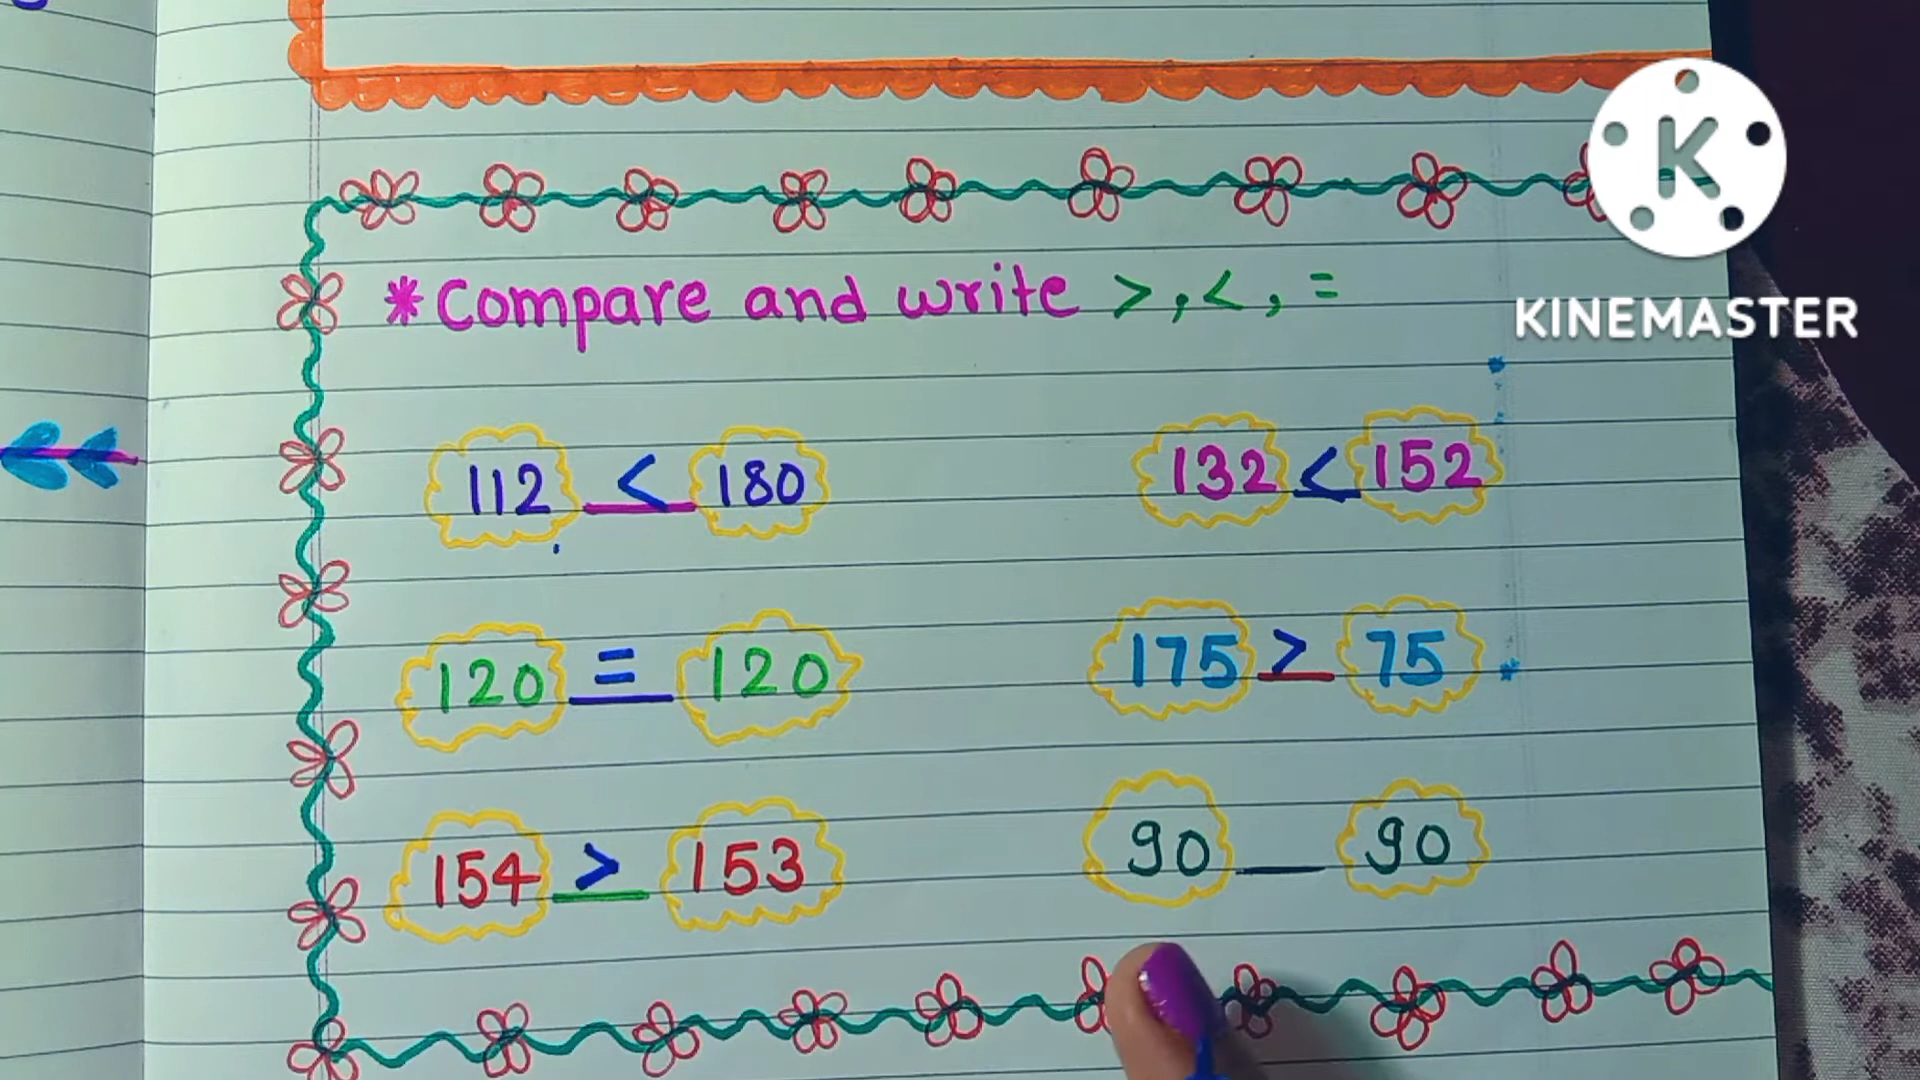 *Compare and write >, <, =
K
KINEMASTER
112 < 180
132 < 152
120 = 120
175 > 75
154 > 153
90 __ 90